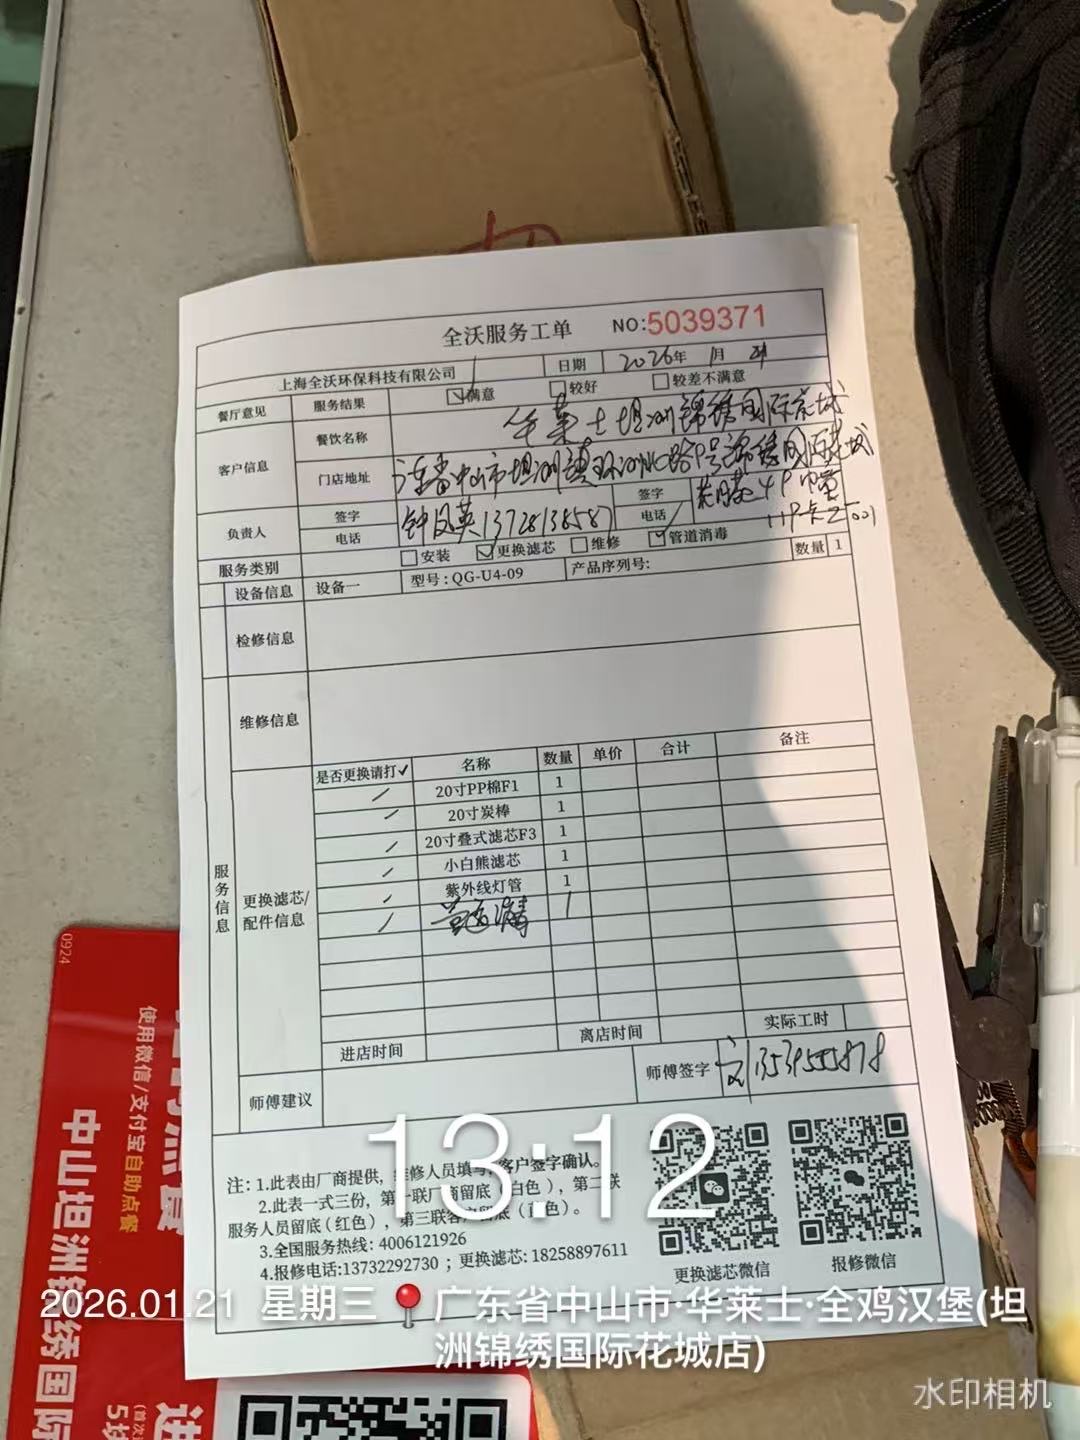 全沃服务工单 NO:5039371
上海全沃环保科技有限公司 日期 2026年 1月 21
餐厅意见 服务结果 满意 较好 较差不满意
客户信息 餐饮名称 华莱士坦洲锦绣国际花城
门店地址 中山市坦洲镇环洲北路1号锦绣国际花城
负责人 签字 电话 钟凤英 签字 电话
服务类别 安装 更换滤芯 维修 管道消毒
设备信息 设备一 型号:QG-U4-09 产品序列号: 数量 1
检修信息
维修信息
服务信息
更换滤芯/配件信息
是否更换请打✓ 名称 数量 单价 合计 备注
20寸PP棉F1 1
20寸炭棒 1
20寸叠式滤芯F3 1
小白熊滤芯 1
紫外线灯管 1
1
进店时间 离店时间 实际工时
师傅建议 师傅签字
注: 1.此表由厂商提供，维修人员填写，客户签字确认。
2.此表一式三份，第一联厂商留底（白色），第二联
服务人员留底(红色)，第三联客户留底（黄色）。
3.全国服务热线: 4006121926
4.报修电话:13732292730；更换滤芯: 18258897611
更换滤芯微信 报修微信
13:12
2026.01.21 星期三 广东省中山市·华莱士·全鸡汉堡(坦
洲锦绣国际花城店)
水印相机
0924
使用微信/支付宝自助点餐
中山坦洲锦绣国际